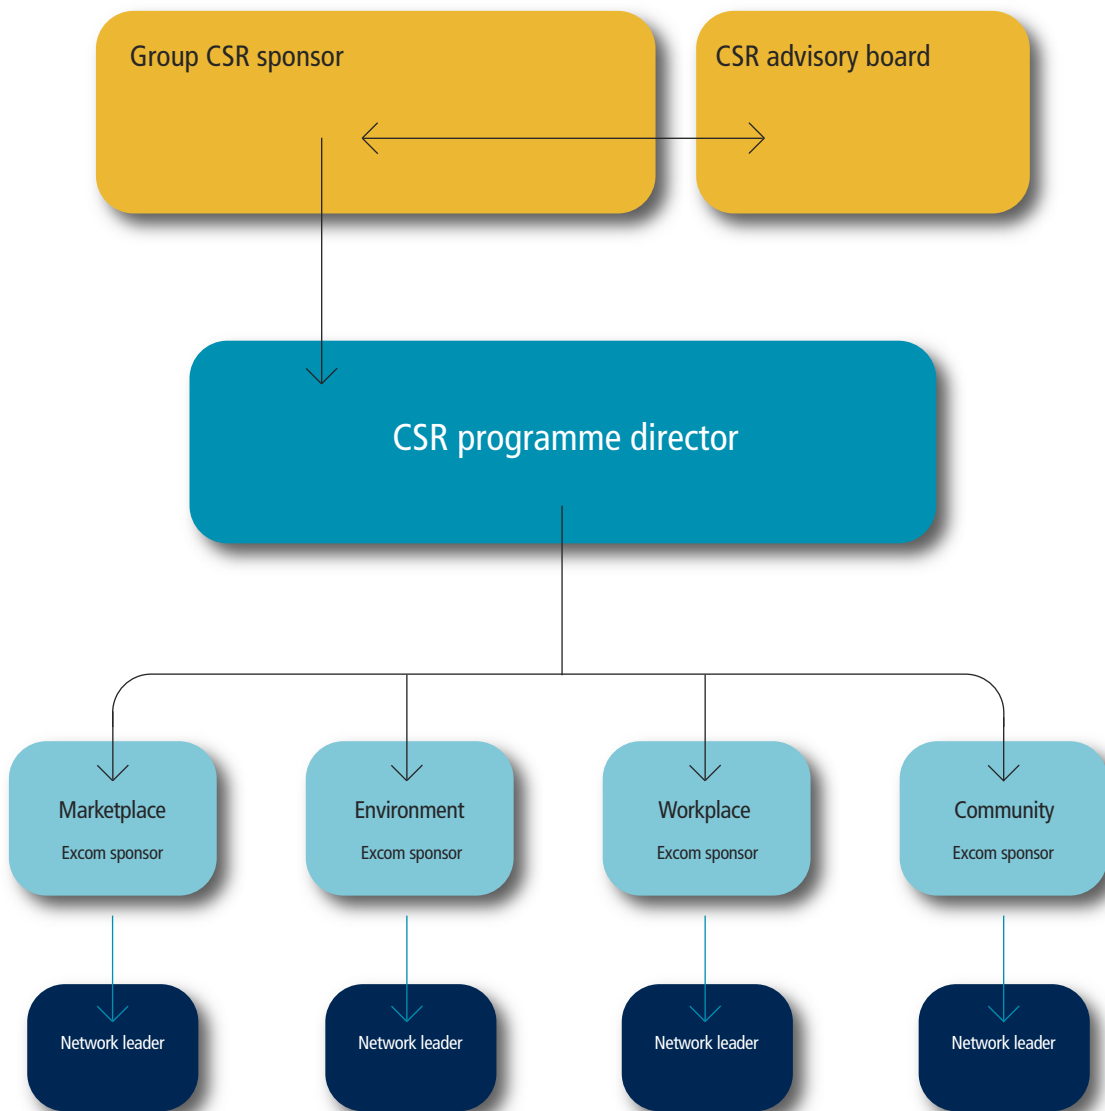 Group CSR sponsor
CSR advisory board
CSR programme director
Marketplace
Excom sponsor
Environment
Excom sponsor
Workplace
Excom sponsor
Community
Excom sponsor
Network leader
Network leader
Network leader
Network leader